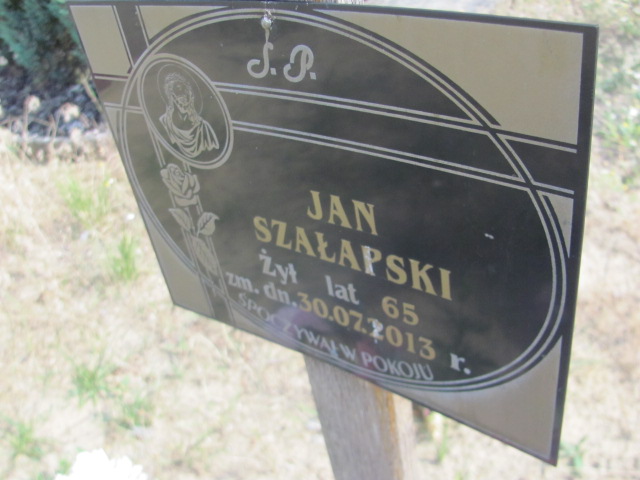 Ś. P.
JAN
SZAŁAPSKI
Żył lat 65
zm. dn. 30.07.2013 r.
SPOCZYWAJ W POKOJU